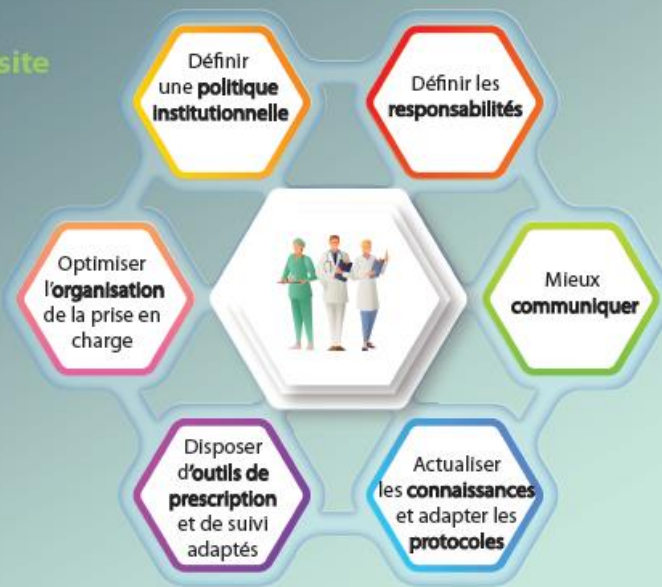 site
Définir
une politique
institutionnelle
Définir les
responsabilités
Optimiser
l'organisation
de la prise en
charge
Mieux
communiquer
Disposer
d'outils de
prescription
et de suivi
adaptés
Actualiser
les connaissances
et adapter les
protocoles